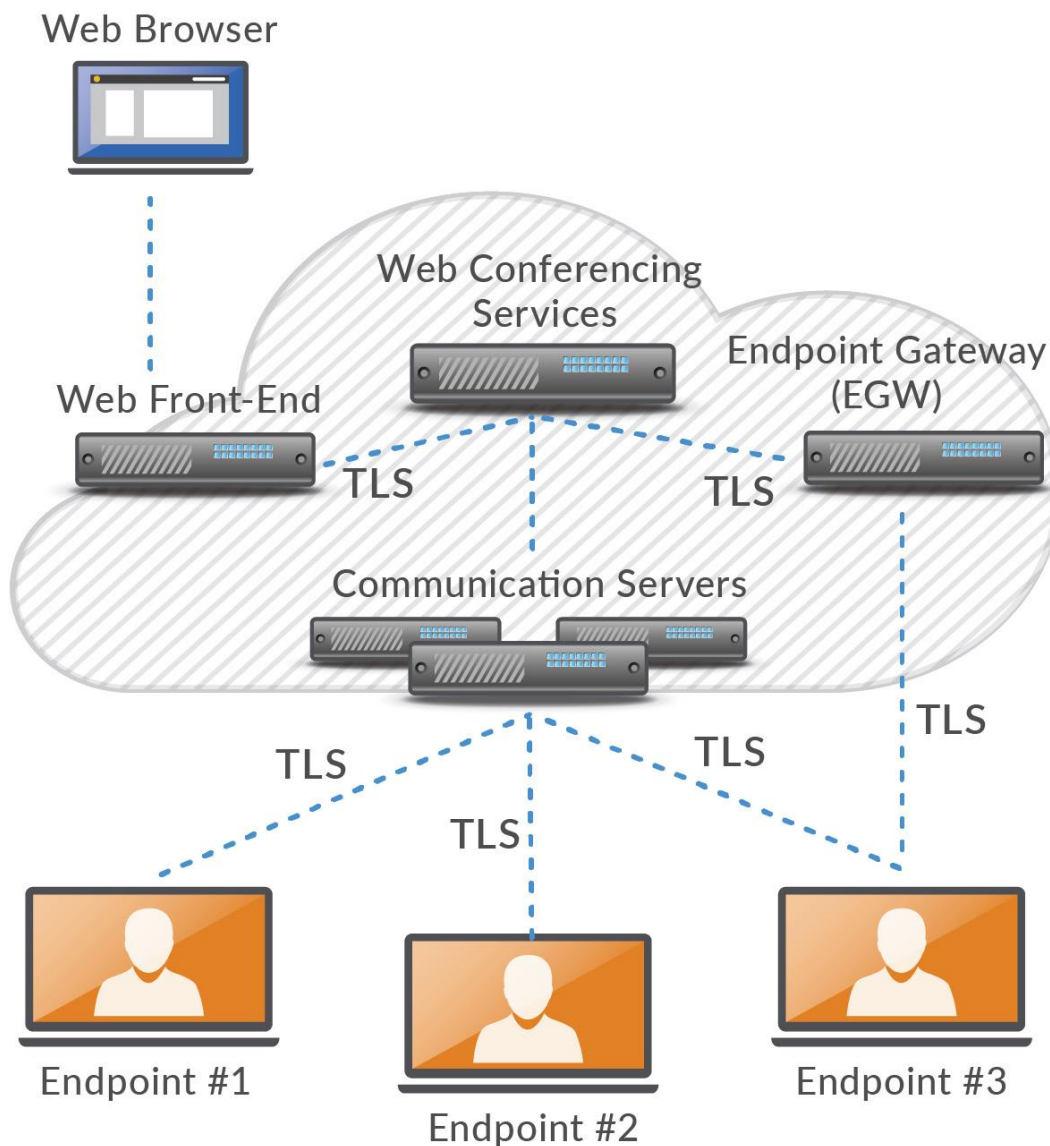 Web Browser
Web Conferencing
Services
Endpoint Gateway
(EGW)
Web Front-End
TLS
TLS
Communication Servers
TLS
TLS
TLS
TLS
Endpoint #1
Endpoint #2
Endpoint #3